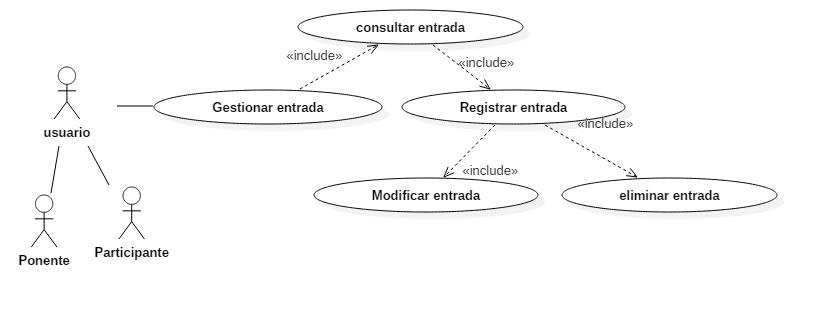 consultar entrada
«include»
«include»
Gestionar entrada
Registrar entrada
usuario
«include»
«include»
Modificar entrada
eliminar entrada
Ponente
Participante